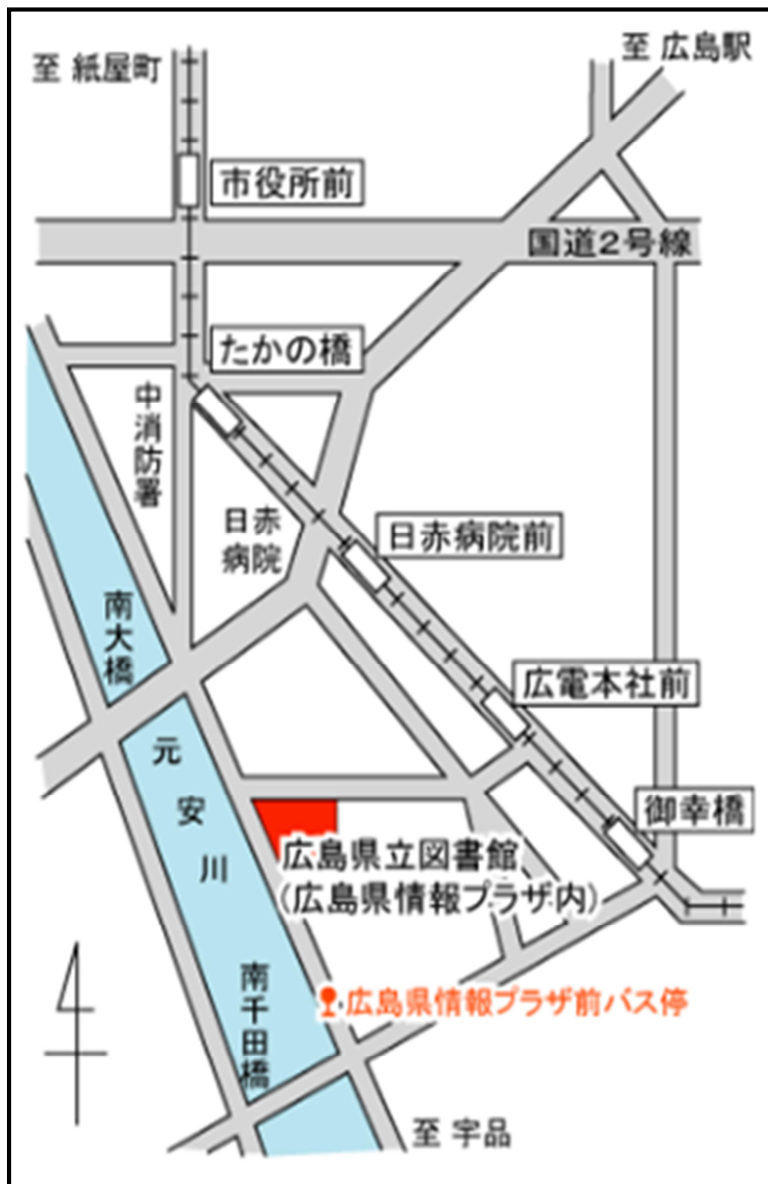 至 紙屋町
至 広島駅
市役所前
国道2号線
たかの橋
中消防署
日赤
病院
日赤病院前
南大橋
広電本社前
元安川
御幸橋
広島県立図書館
(広島県情報プラザ内)
南千田橋
広島県情報プラザ前バス停
至 宇品